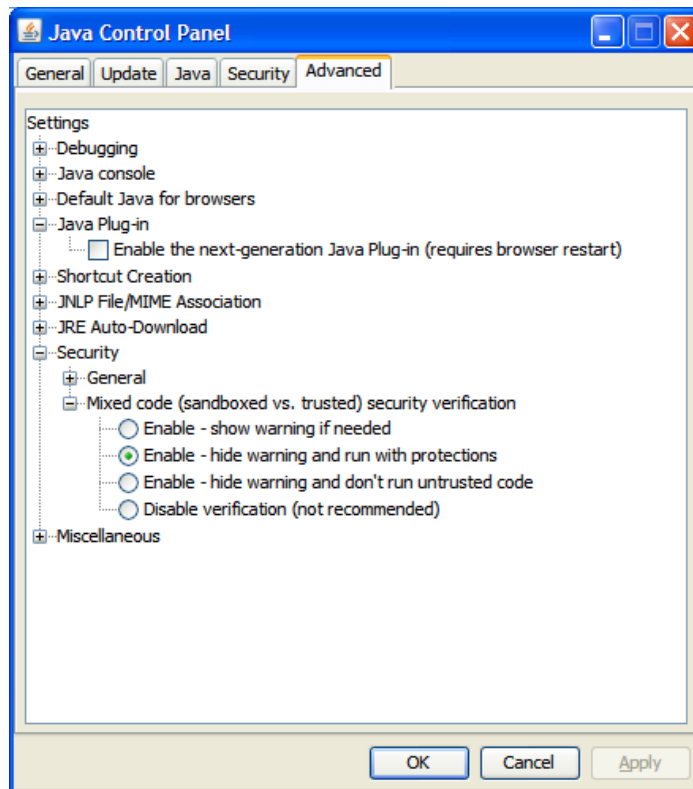 Java Control Panel
General Update Java Security Advanced
Settings
Debugging
Java console
Default Java for browsers
Java Plug-in
Enable the next-generation Java Plug-in (requires browser restart)
Shortcut Creation
JNLP File/MIME Association
JRE Auto-Download
Security
General
Mixed code (sandboxed vs. trusted) security verification
Enable - show warning if needed
Enable - hide warning and run with protections
Enable - hide warning and don't run untrusted code
Disable verification (not recommended)
Miscellaneous
OK Cancel Apply